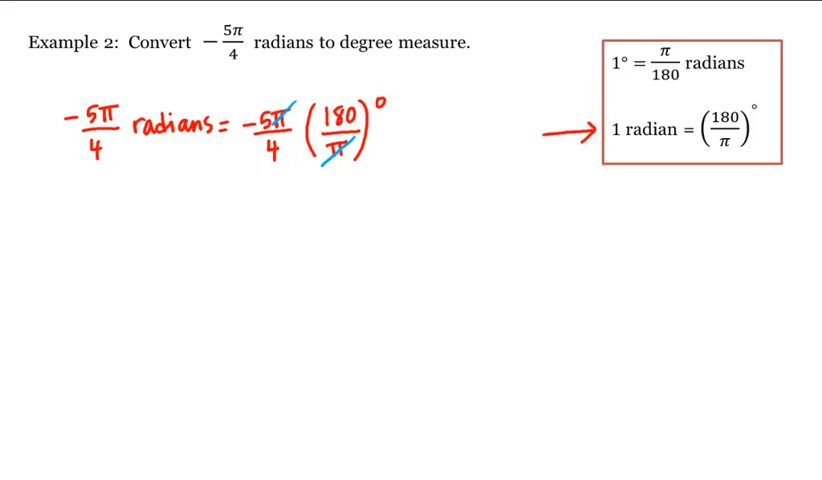 Example 2: Convert −5π/4 radians to degree measure.
1° = π/180 radians
-5π/4 radians = -5π/4 (180/π)°
1 radian = (180/π)°